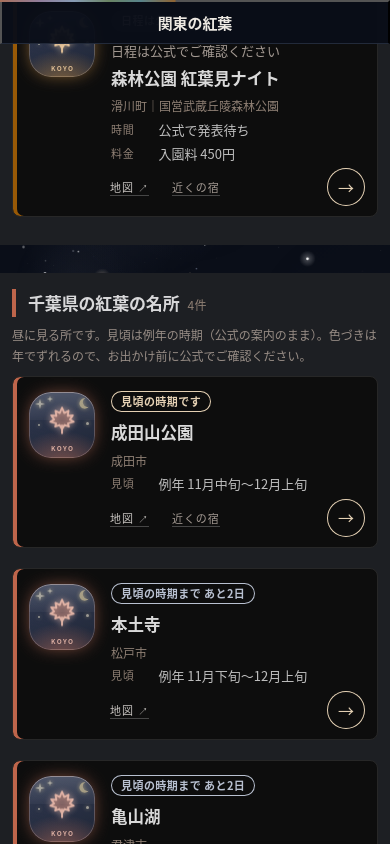 関東の紅葉
KOYO
日程は公式でご確認ください
森林公園 紅葉見ナイト
滑川町｜国営武蔵丘陵森林公園
時間 公式で発表待ち
料金 入園料 450円
地図 ↗ 近くの宿 →
千葉県の紅葉の名所 4件
昼に見る所です。見頃は例年の時期（公式の案内のまま）。色づきは
年でずれるので、お出かけ前に公式でご確認ください。
KOYO
見頃の時期です
成田山公園
成田市
見頃 例年 11月中旬〜12月上旬
地図 ↗ 近くの宿 →
KOYO
見頃の時期まで あと2日
本土寺
松戸市
見頃 例年 11月下旬〜12月上旬
地図 ↗ →
KOYO
見頃の時期まで あと2日
亀山湖